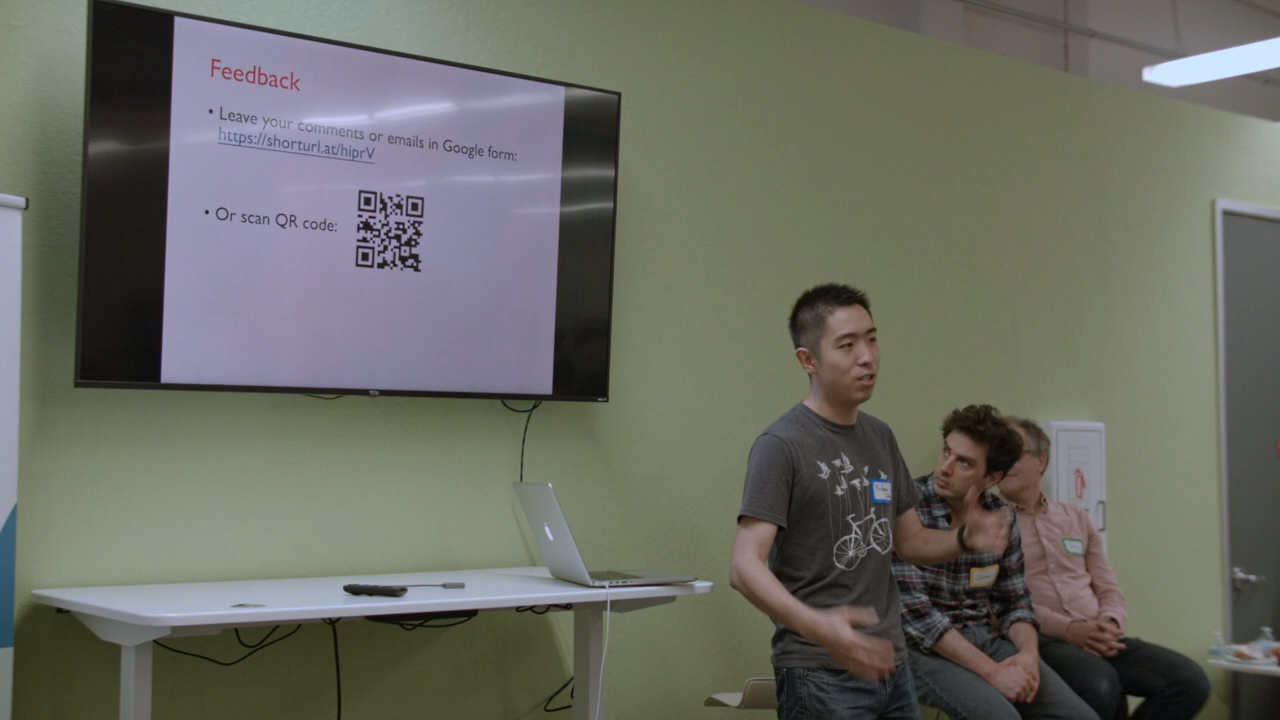 Feedback
• Leave your comments or emails in Google form:
https://shorturl.at/hiprV
• Or scan QR code: